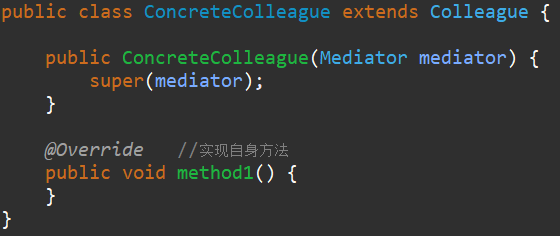 public class ConcreteColleague extends Colleague {
public ConcreteColleague(Mediator mediator) {
super(mediator);
}
@Override //实现自身方法
public void method1() {
}
}